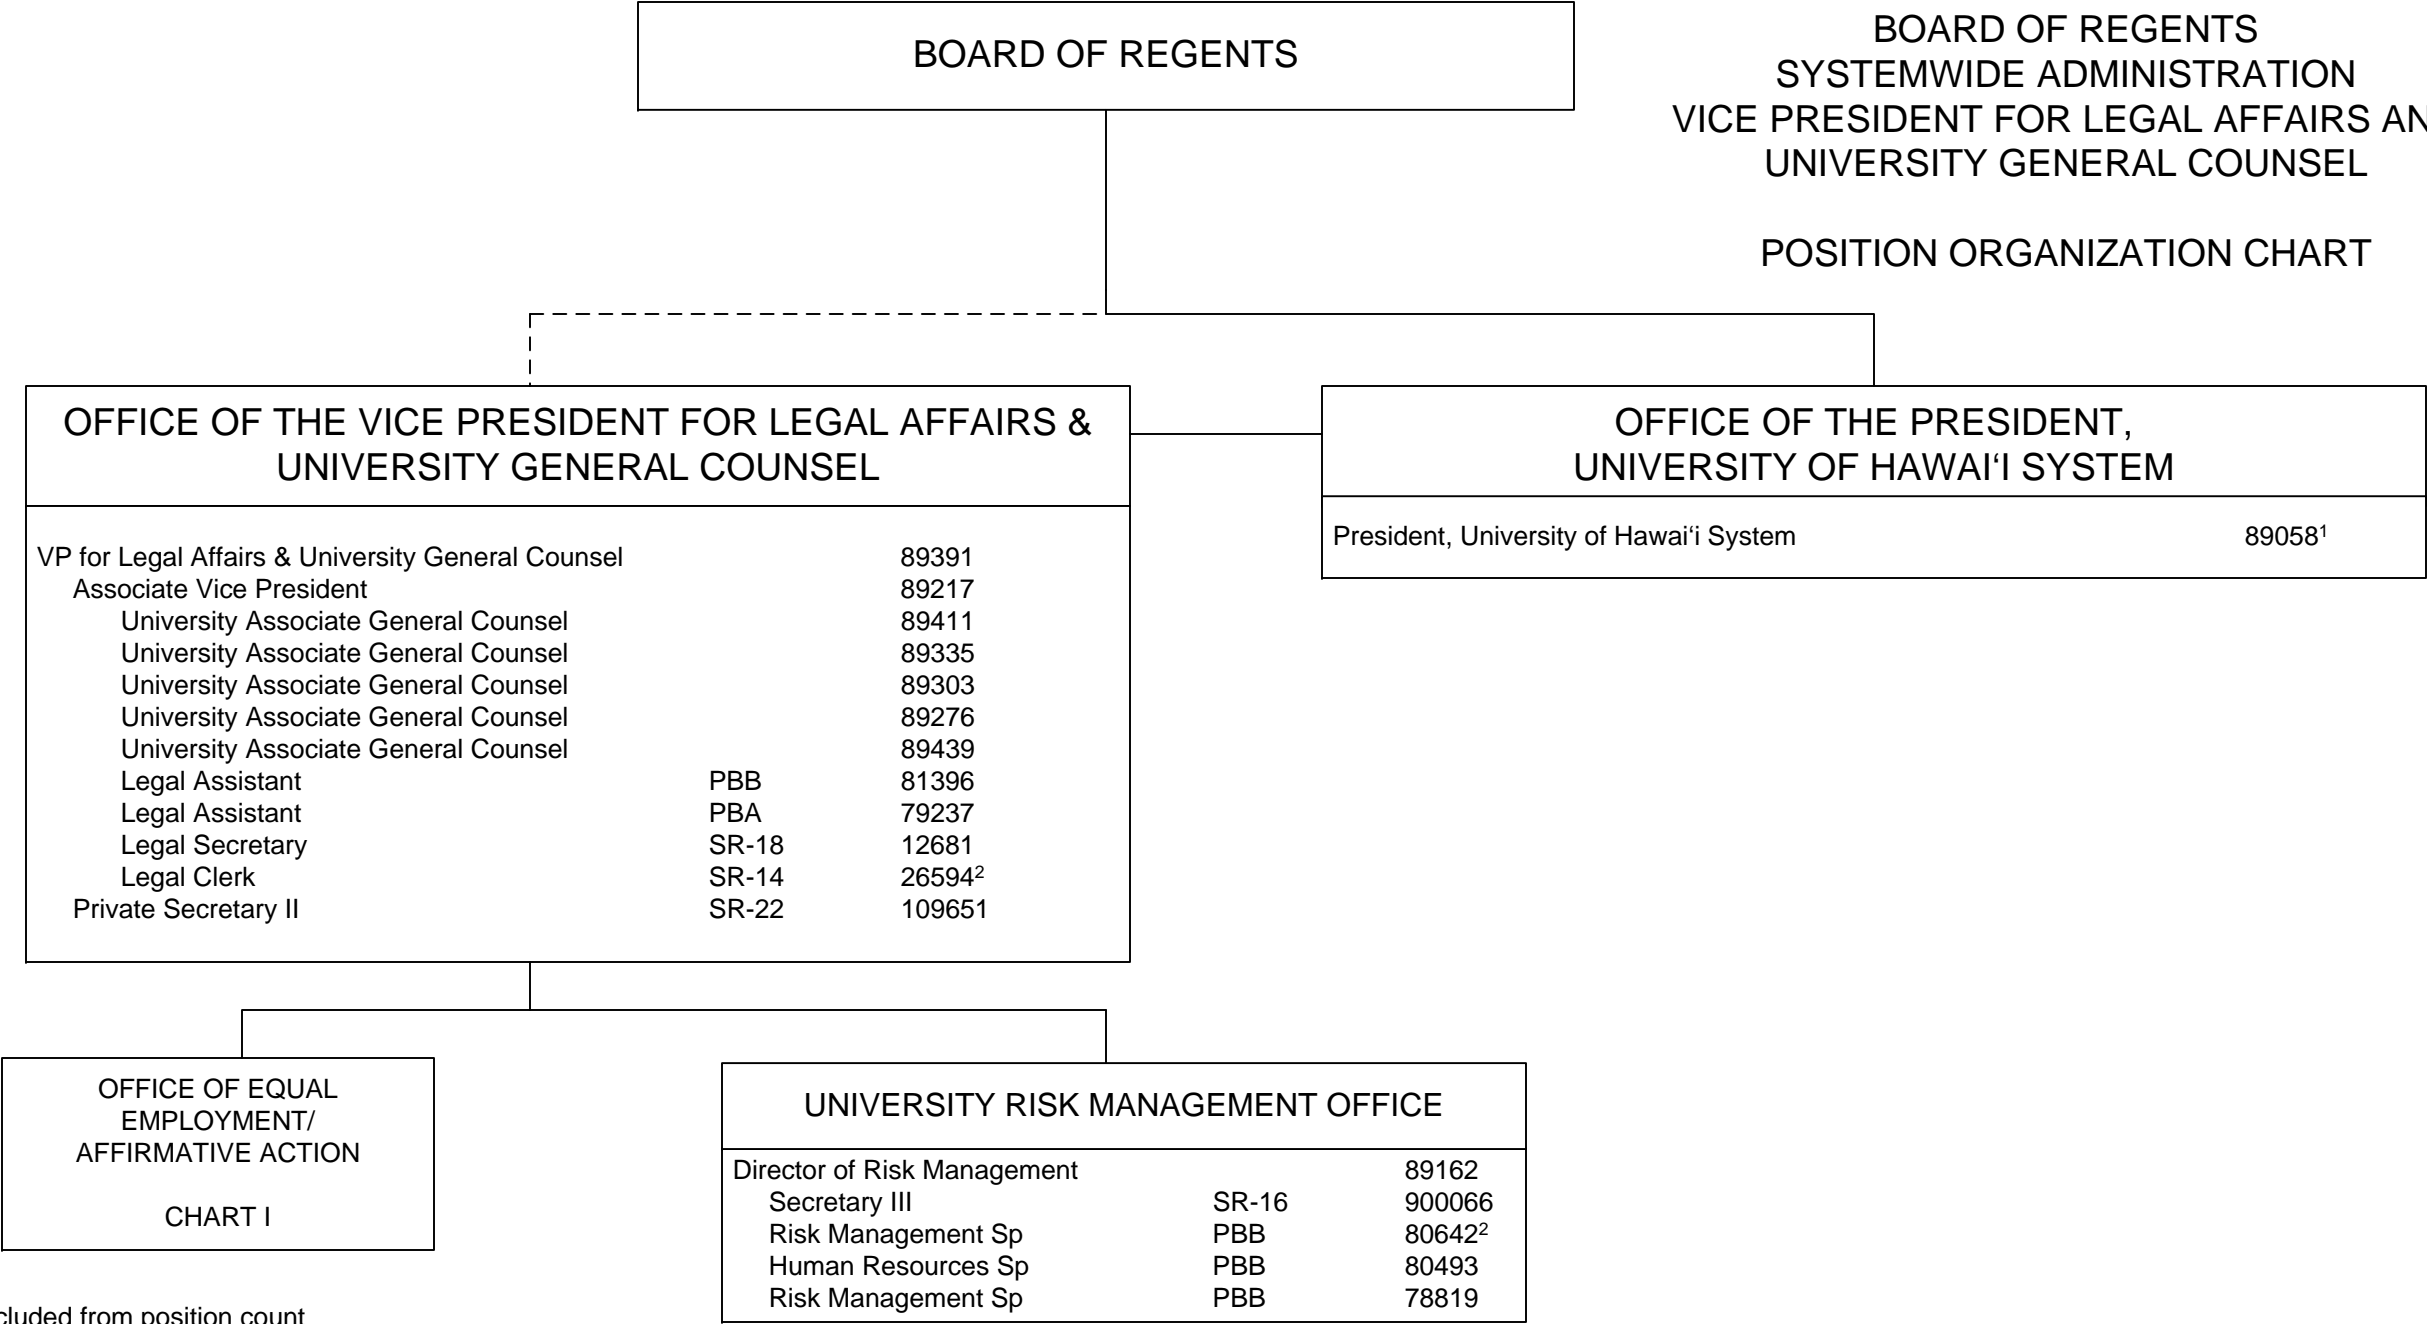 BOARD OF REGENTS
BOARD OF REGENTS
SYSTEMWIDE ADMINISTRATION
VICE PRESIDENT FOR LEGAL AFFAIRS
UNIVERSITY GENERAL COUNSEL
POSITION ORGANIZATION CHART
OFFICE OF THE VICE PRESIDENT FOR LEGAL AFFAIRS &
UNIVERSITY GENERAL COUNSEL
VP for Legal Affairs & University General Counsel 89391
Associate Vice President 89217
University Associate General Counsel 89411
University Associate General Counsel 89335
University Associate General Counsel 89303
University Associate General Counsel 89276
University Associate General Counsel 89439
Legal Assistant PBB 81396
Legal Assistant PBA 79237
Legal Secretary SR-18 12681
Legal Clerk SR-14 26594²
Private Secretary II SR-22 109651
OFFICE OF THE PRESIDENT,
UNIVERSITY OF HAWAI‘I SYSTEM
President, University of Hawai‘i System 89058¹
OFFICE OF EQUAL
EMPLOYMENT/
AFFIRMATIVE ACTION
CHART I
UNIVERSITY RISK MANAGEMENT OFFICE
Director of Risk Management 89162
Secretary III SR-16 900066
Risk Management Sp PBB 80642²
Human Resources Sp PBB 80493
Risk Management Sp PBB 78819
from position count